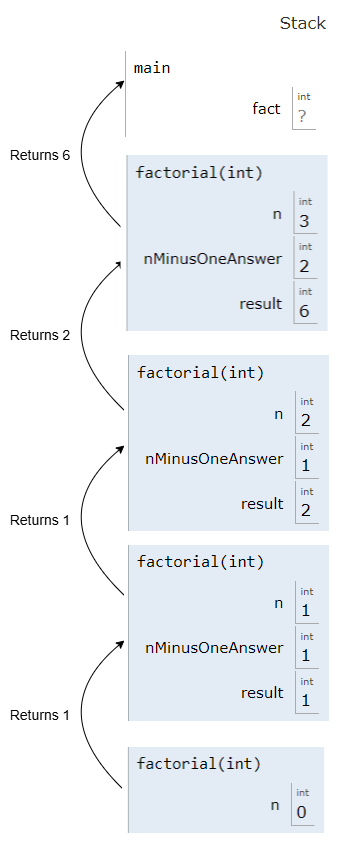 Stack
main
int
fact ?
Returns 6
factorial(int)
int
n 3
int
nMinusOneAnswer 2
int
result 6
Returns 2
factorial(int)
int
n 2
int
nMinusOneAnswer 1
int
result 2
Returns 1
factorial(int)
int
n 1
int
nMinusOneAnswer 1
int
result 1
Returns 1
factorial(int)
int
n 0